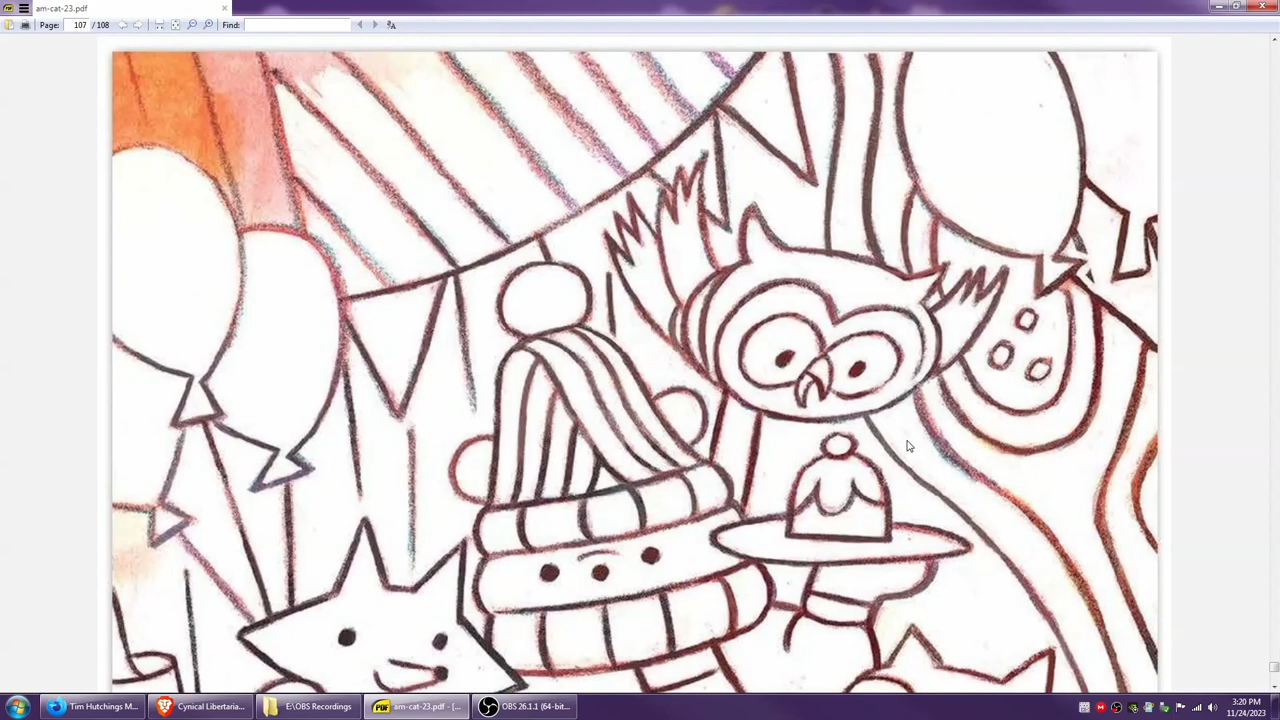 am-cat-23.pdf
Page: 107 / 108 Find:
Tim Hutchings M...
Cynical Libertaria...
E:\OBS Recordings
am-cat-23.pdf - [...
OBS 26.1.1 (64-bit...
3:20 PM
11/24/2023